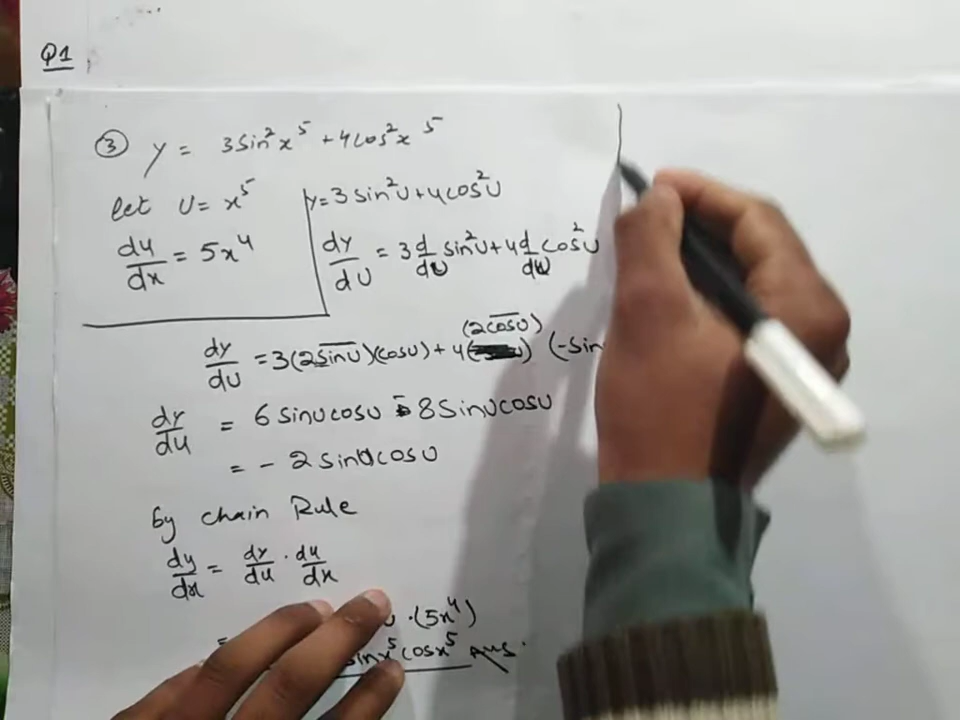 Q1
③ y = 3sin²x⁵ + 4cos²x⁵
let U = x⁵
du/dx = 5x⁴
y = 3 sin²U + 4cos²U
dy/dU = 3 d/du sin²U + 4 d/du cos²U
dy/dU = 3(2sinU)(cosU) + 4 (2cosU) (-sin
dy/du = 6 sinucosu - 8sinucosu
= - 2 sinucosu
by chain Rule
dy/dx = dy/du · du/dx
= · (5x⁴)
sinx⁵cosx⁵ Ans.